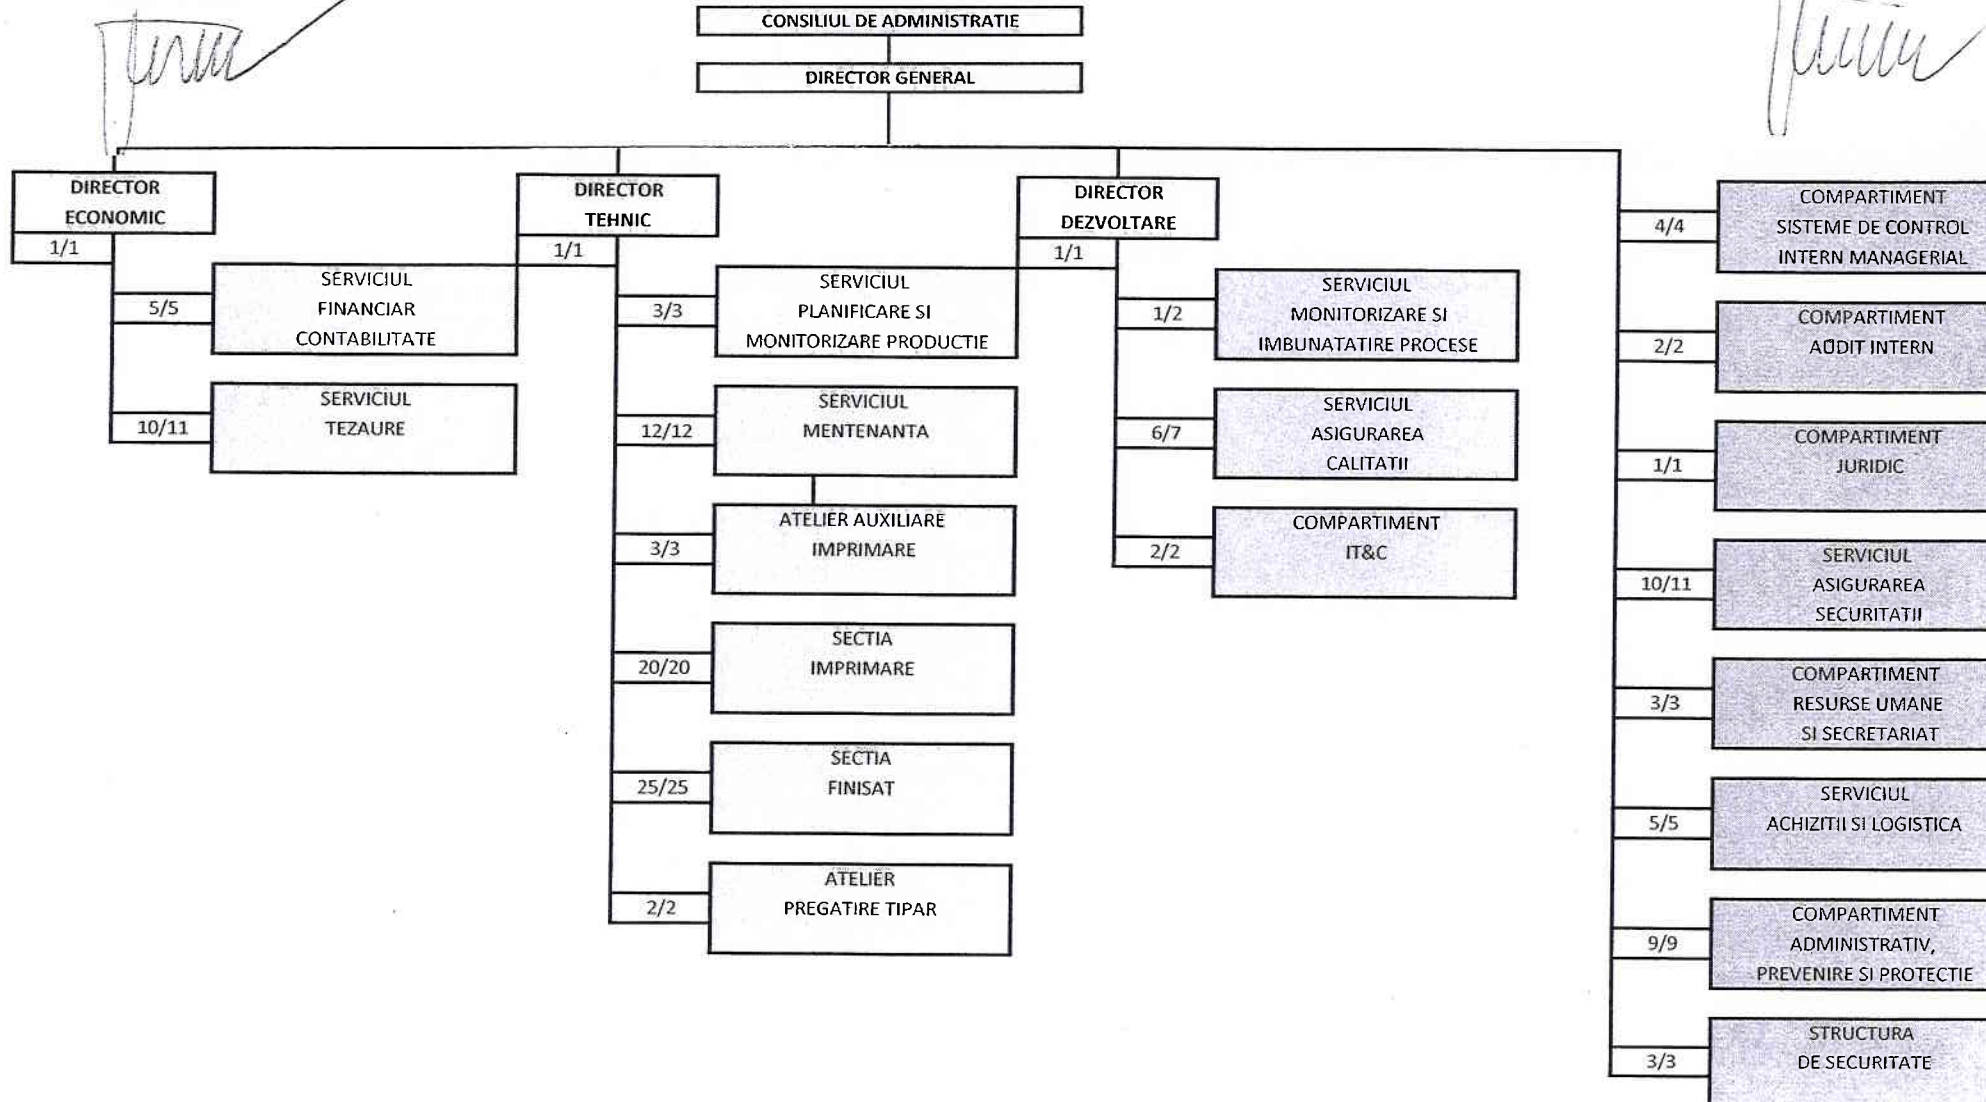 CONSILIUL DE ADMINISTRATIE
DIRECTOR GENERAL
DIRECTOR
ECONOMIC
1/1
5/5
SERVICIUL
FINANCIAR
CONTABILITATE
10/11
SERVICIUL
TEZAURE
DIRECTOR
TEHNIC
1/1
3/3
SERVICIUL
PLANIFICARE SI
MONITORIZARE PRODUCTIE
12/12
SERVICIUL
MENTENANTA
3/3
ATELIER AUXILIARE
IMPRIMARE
20/20
SECTIA
IMPRIMARE
25/25
SECTIA
FINISAT
2/2
ATELIER
PREGATIRE TIPAR
DIRECTOR
DEZVOLTARE
1/1
1/2
SERVICIUL
MONITORIZARE SI
IMBUNATATIRE PROCESE
6/7
SERVICIUL
ASIGURAREA
CALITATII
2/2
COMPARTIMENT
IT&C
4/4
COMPARTIMENT
SISTEME DE CONTROL
INTERN MANAGERIAL
2/2
COMPARTIMENT
AUDIT INTERN
1/1
COMPARTIMENT
JURIDIC
10/11
SERVICIUL
ASIGURAREA
SECURITATII
3/3
COMPARTIMENT
RESURSE UMANE
SI SECRETARIAT
5/5
SERVICIUL
ACHIZITII SI LOGISTICA
9/9
COMPARTIMENT
ADMINISTRATIV,
PREVENIRE SI PROTECTIE
3/3
STRUCTURA
DE SECURITATE